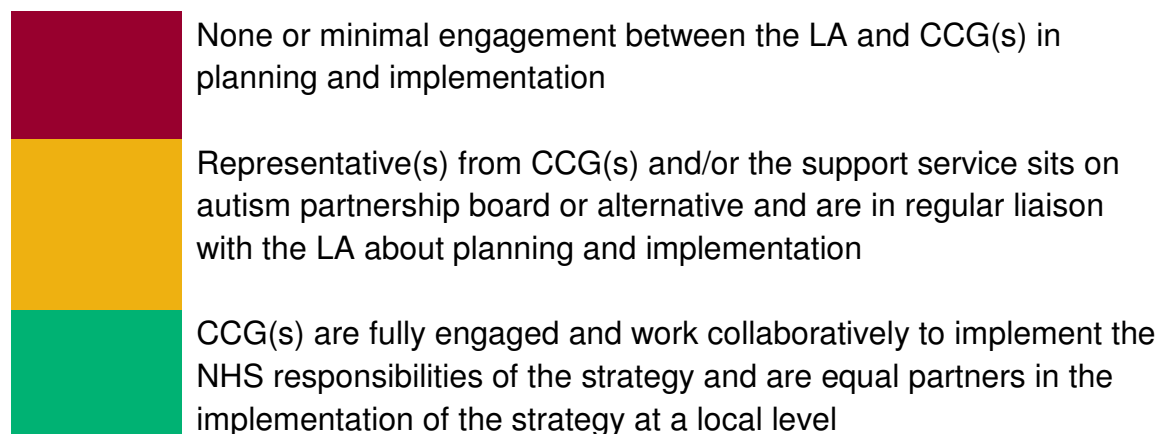 None or minimal engagement between the LA and CCG(s) in
planning and implementation
Representative(s) from CCG(s) and/or the support service sits on
autism partnership board or alternative and are in regular liaison
with the LA about planning and implementation
CCG(s) are fully engaged and work collaboratively to implement the
NHS responsibilities of the strategy and are equal partners in the
implementation of the strategy at a local level